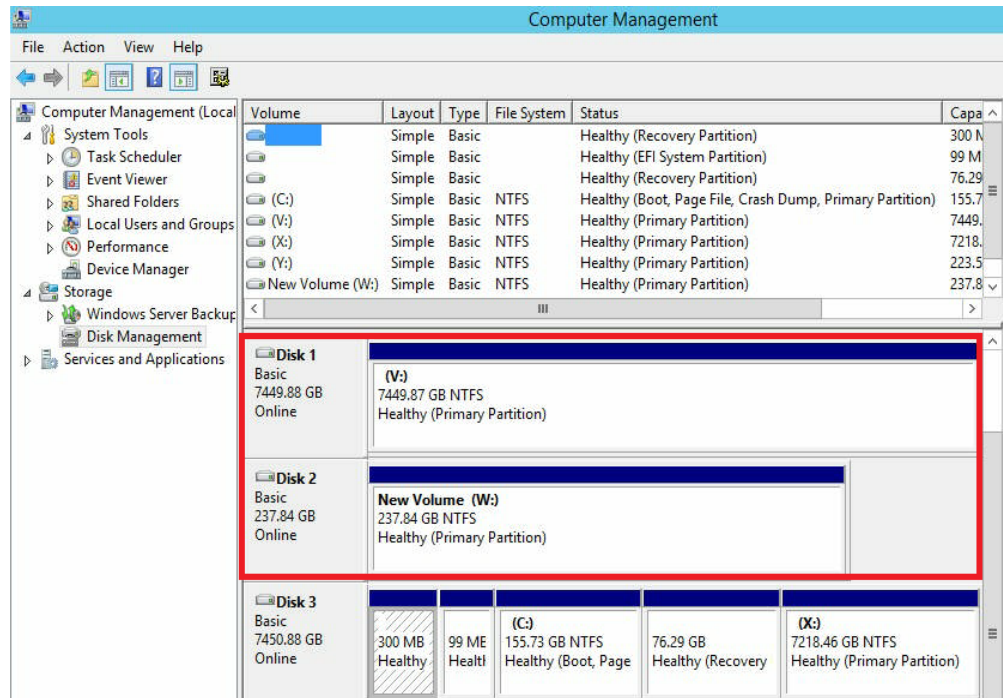 Computer Management
File Action View Help
Computer Management (Local
System Tools
Task Scheduler
Event Viewer
Shared Folders
Local Users and Groups
Performance
Device Manager
Storage
Windows Server Backup
Disk Management
Services and Applications
Volume Layout Type File System Status Capa
Simple Basic Healthy (Recovery Partition) 300 M
Simple Basic Healthy (EFI System Partition) 99 M
Simple Basic Healthy (Recovery Partition) 76.29
(C:) Simple Basic NTFS Healthy (Boot, Page File, Crash Dump, Primary Partition) 155.7
(V:) Simple Basic NTFS Healthy (Primary Partition) 7449.
(X:) Simple Basic NTFS Healthy (Primary Partition) 7218.
(Y:) Simple Basic NTFS Healthy (Primary Partition) 223.5
New Volume (W:) Simple Basic NTFS Healthy (Primary Partition) 237.8
Disk 1
Basic
7449.88 GB
Online
(V:)
7449.87 GB NTFS
Healthy (Primary Partition)
Disk 2
Basic
237.84 GB
Online
New Volume (W:)
237.84 GB NTFS
Healthy (Primary Partition)
Disk 3
Basic
7450.88 GB
Online
300 MB
Healthy
99 ME
Healtl
(C:)
155.73 GB NTFS
Healthy (Boot, Page
76.29 GB
Healthy (Recovery
(X:)
7218.46 GB NTFS
Healthy (Primary Partition)